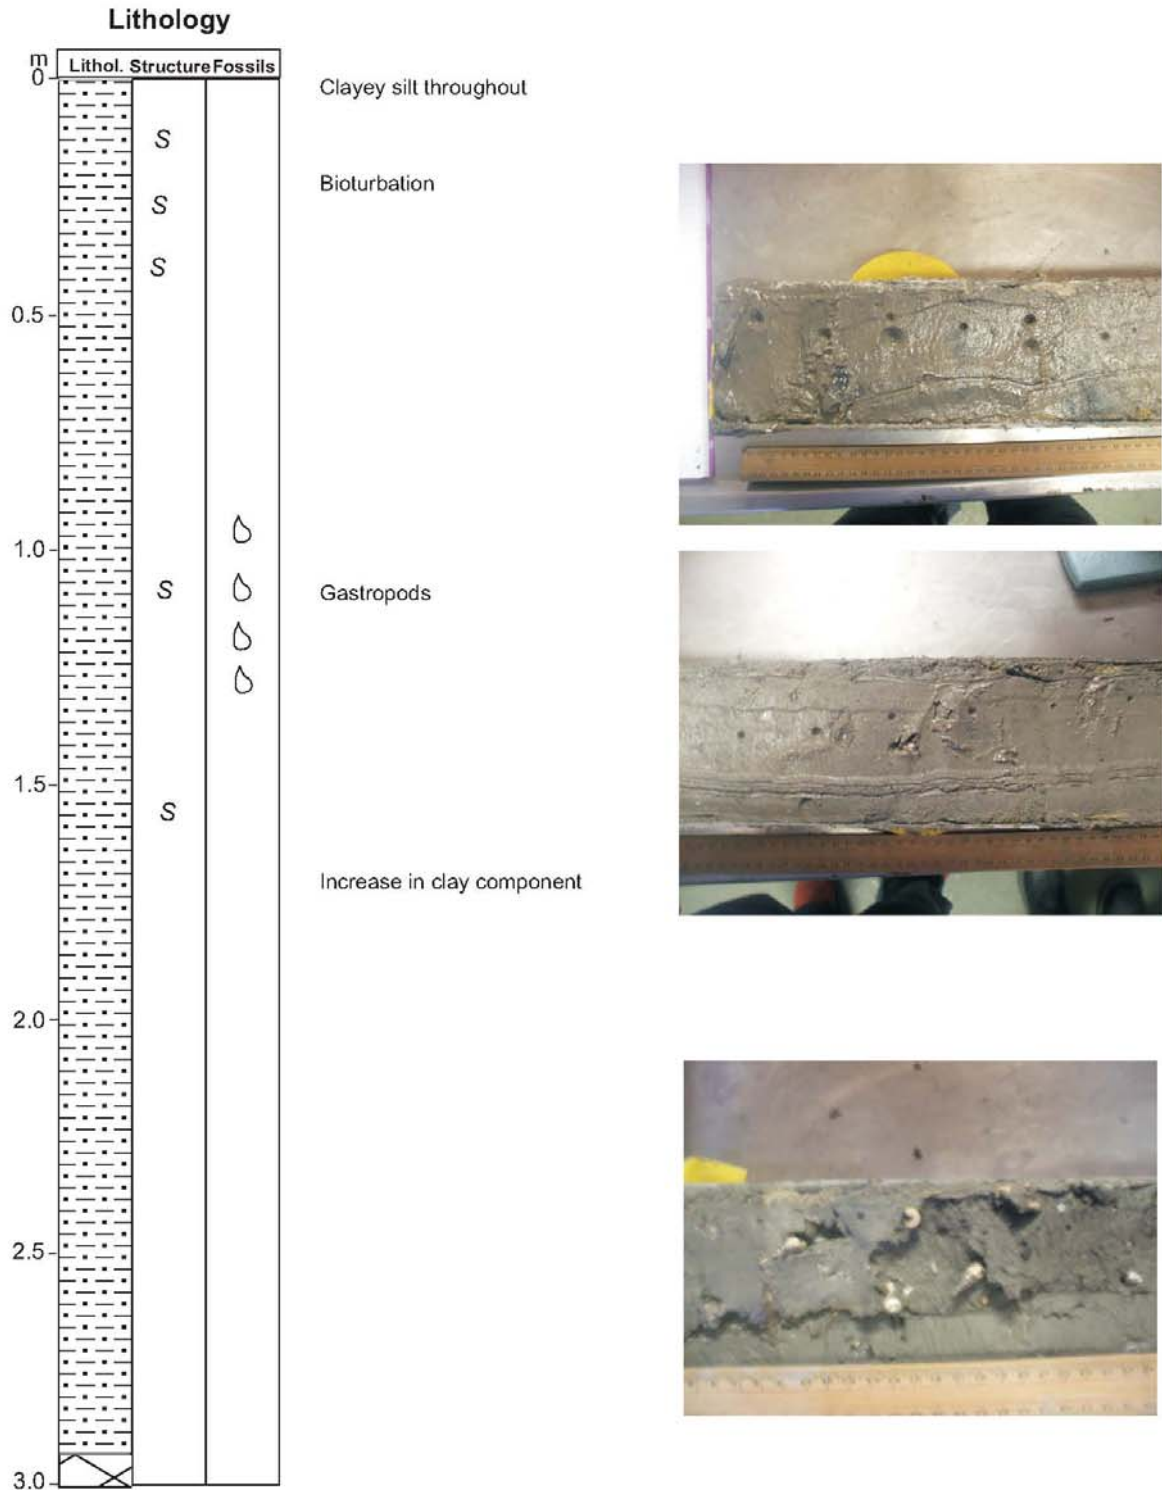 Lithology
m
Lithol. Structure Fossils
0
Clayey silt throughout
S
Bioturbation
S
S
0.5
1.0
S
Gastropods
1.5
S
Increase in clay component
2.0
2.5
3.0